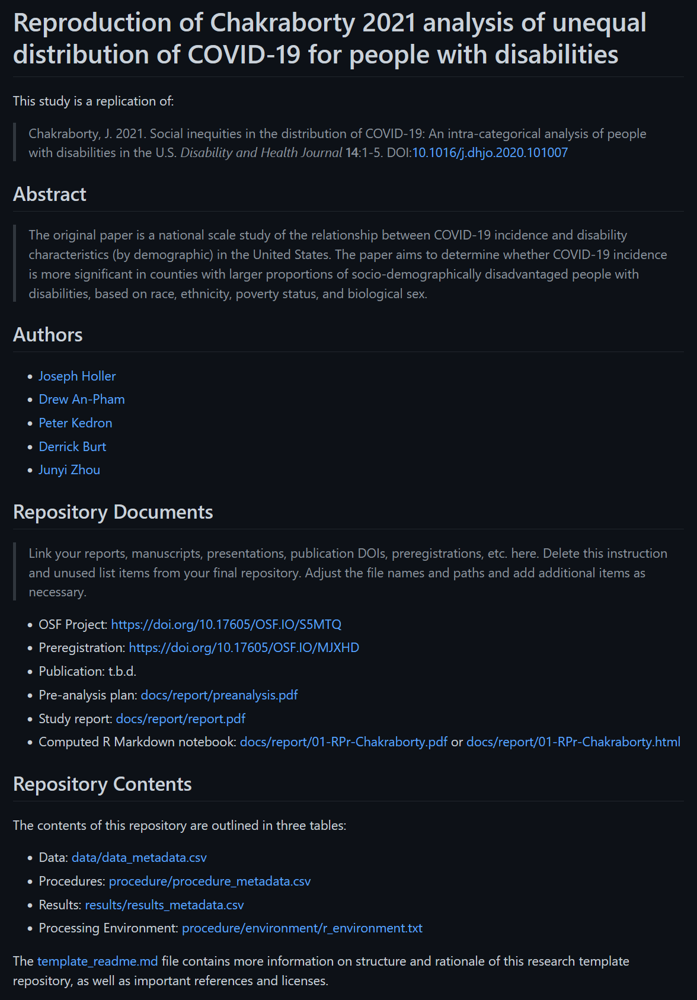 Reproduction of Chakraborty 2021 analysis of unequal
distribution of COVID-19 for people with disabilities
This study is a replication of:
Chakraborty, J. 2021. Social inequities in the distribution of COVID-19: An intra-categorical analysis of people
with disabilities in the U.S. Disability and Health Journal 14:1-5. DOI:10.1016/j.dhjo.2020.101007
Abstract
The original paper is a national scale study of the relationship between COVID-19 incidence and disability
characteristics (by demographic) in the United States. The paper aims to determine whether COVID-19 incidence
is more significant in counties with larger proportions of socio-demographically disadvantaged people with
disabilities, based on race, ethnicity, poverty status, and biological sex.
Authors
• Joseph Holler
• Drew An-Pham
• Peter Kedron
• Derrick Burt
• Junyi Zhou
Repository Documents
Link your reports, manuscripts, presentations, publication DOIs, preregistrations, etc. here. Delete this instruction
and unused list items from your final repository. Adjust the file names and paths and add additional items as
necessary.
• OSF Project: https://doi.org/10.17605/OSF.IO/S5MTQ
• Preregistration: https://doi.org/10.17605/OSF.IO/MJXHD
• Publication: t.b.d.
• Pre-analysis plan: docs/report/preanalysis.pdf
• Study report: docs/report/report.pdf
• Computed R Markdown notebook: docs/report/01-RPr-Chakraborty.pdf or docs/report/01-RPr-Chakraborty.html
Repository Contents
The contents of this repository are outlined in three tables:
• Data: data/data_metadata.csv
• Procedures: procedure/procedure_metadata.csv
• Results: results/results_metadata.csv
• Processing Environment: procedure/environment/r_environment.txt
The template_readme.md file contains more information on structure and rationale of this research template
repository, as well as important references and licenses.